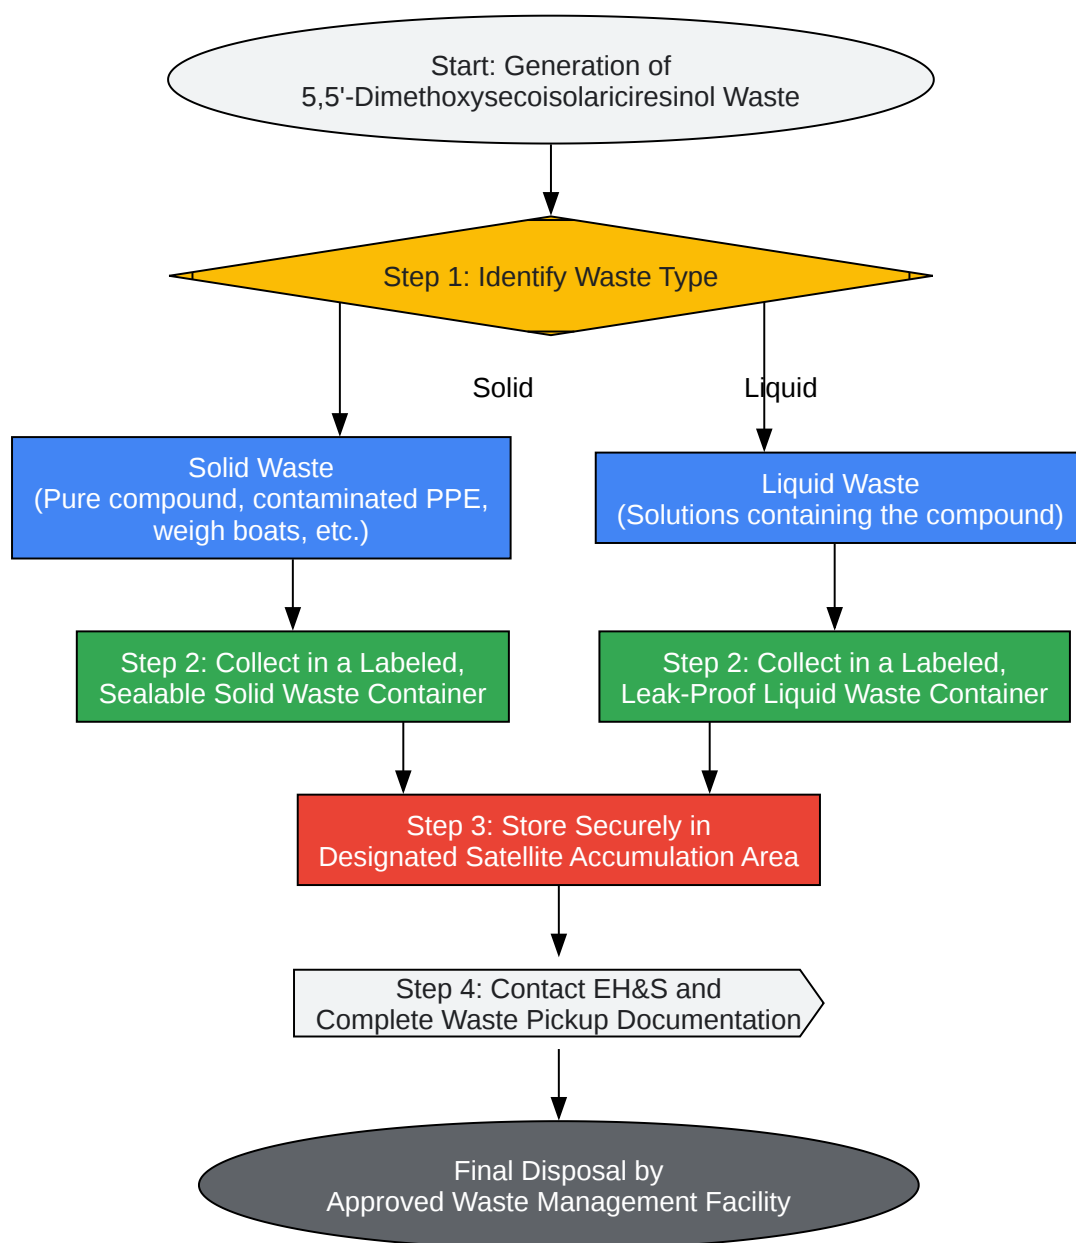 Start: Generation of
5,5'-Dimethoxysecoisolariciresinol Waste
Step 1: Identify Waste Type
Solid
Liquid
Solid Waste
(Pure compound, contaminated PPE,
weigh boats, etc.)
Liquid Waste
(Solutions containing the compound)
Step 2: Collect in a Labeled,
Sealable Solid Waste Container
Step 2: Collect in a Labeled,
Leak-Proof Liquid Waste Container
Step 3: Store Securely in
Designated Satellite Accumulation Area
Step 4: Contact EH&S and
Complete Waste Pickup Documentation
Final Disposal by
Approved Waste Management Facility